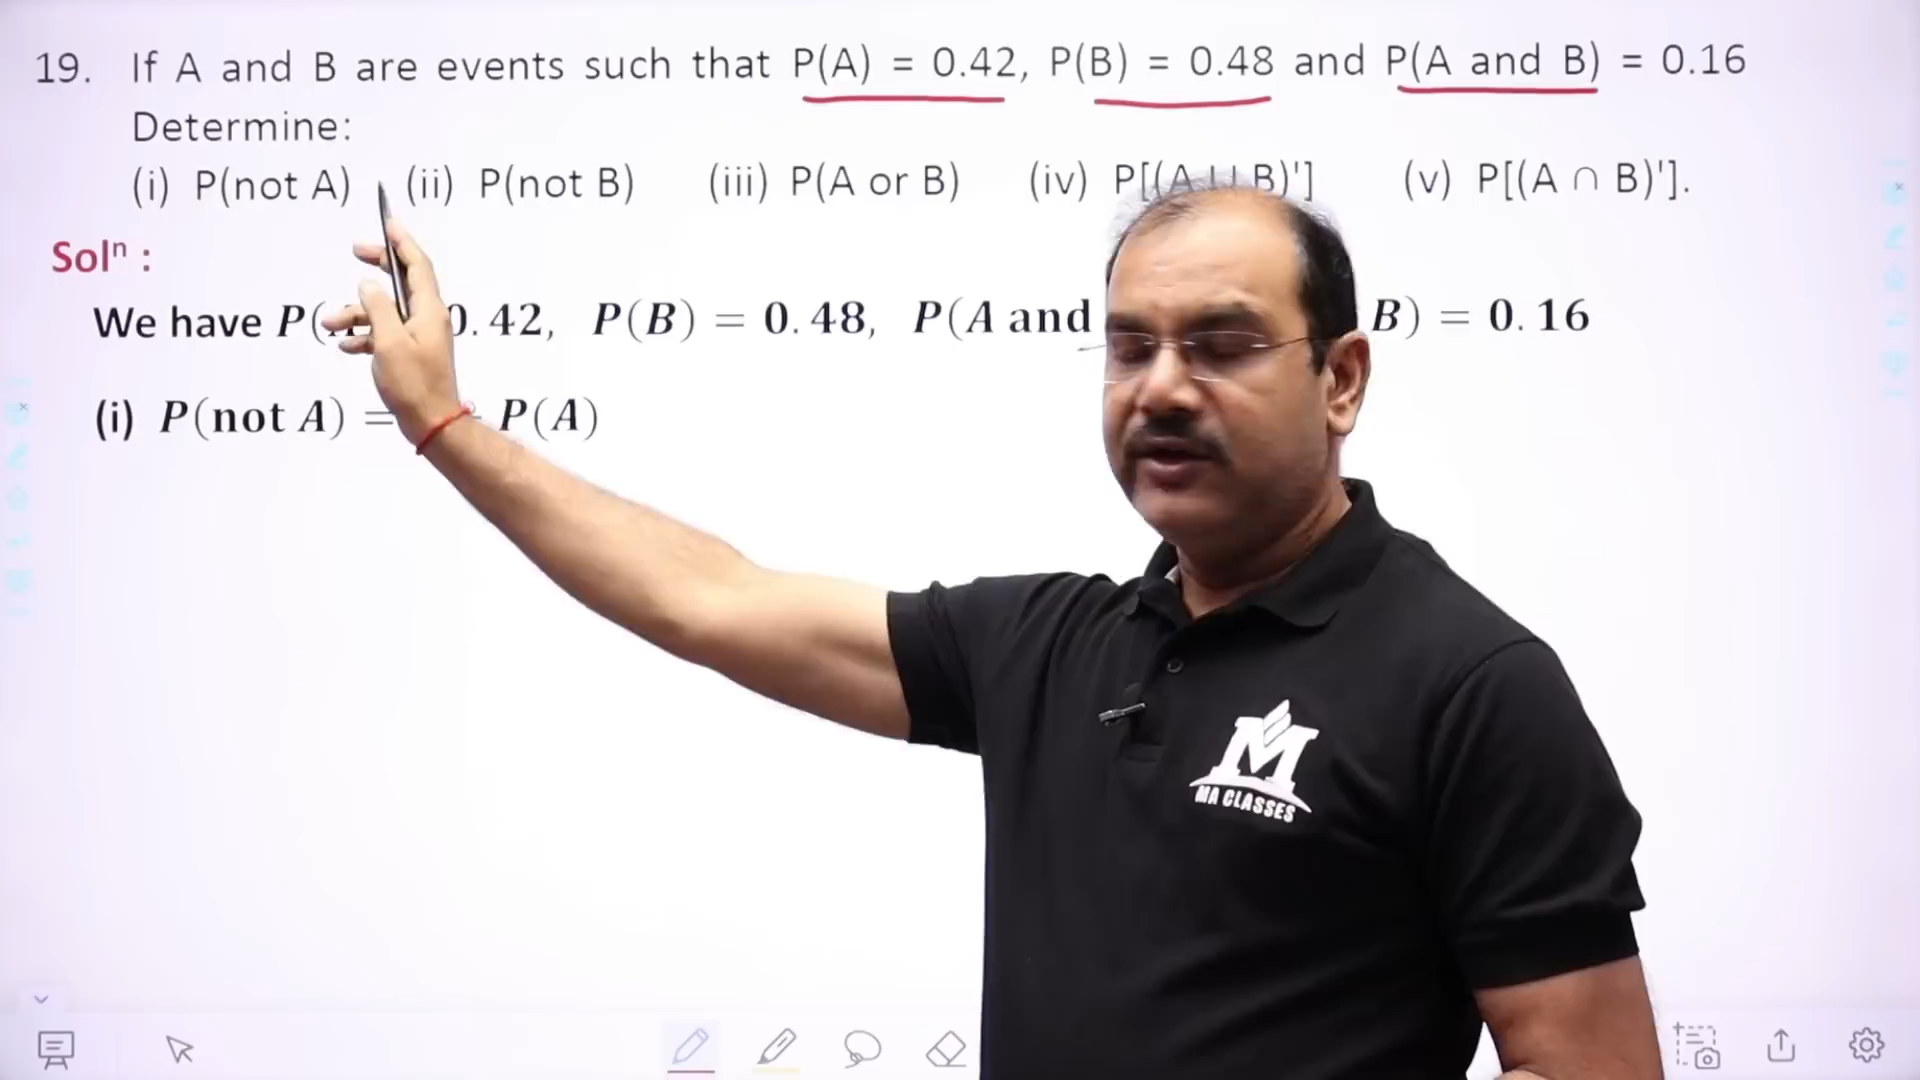 19. If A and B are events such that P(A) = 0.42, P(B) = 0.48 and P(A and B) = 0.16
Determine:
(i) P(not A) (ii) P(not B) (iii) P(A or B) (iv) P[(A ∪ B)'] (v) P[(A ∩ B)'].
Solⁿ :
We have P( 0.42, P(B) = 0.48, P(A and B) = 0.16
(i) P(not A) = - P(A)
M
MA CLASSES